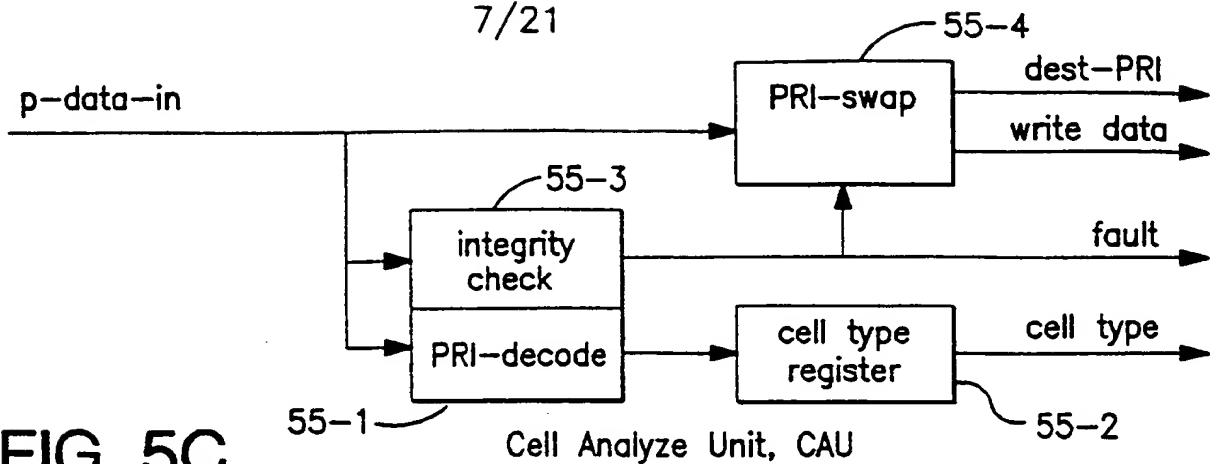 7/21
55-4
p-data-in
PRI-swap
dest-PRI
write data
55-3
integrity
check
fault
PRI-decode
cell type
register
cell type
55-1
55-2
FIG. 5C
Cell Analyze Unit, CAU